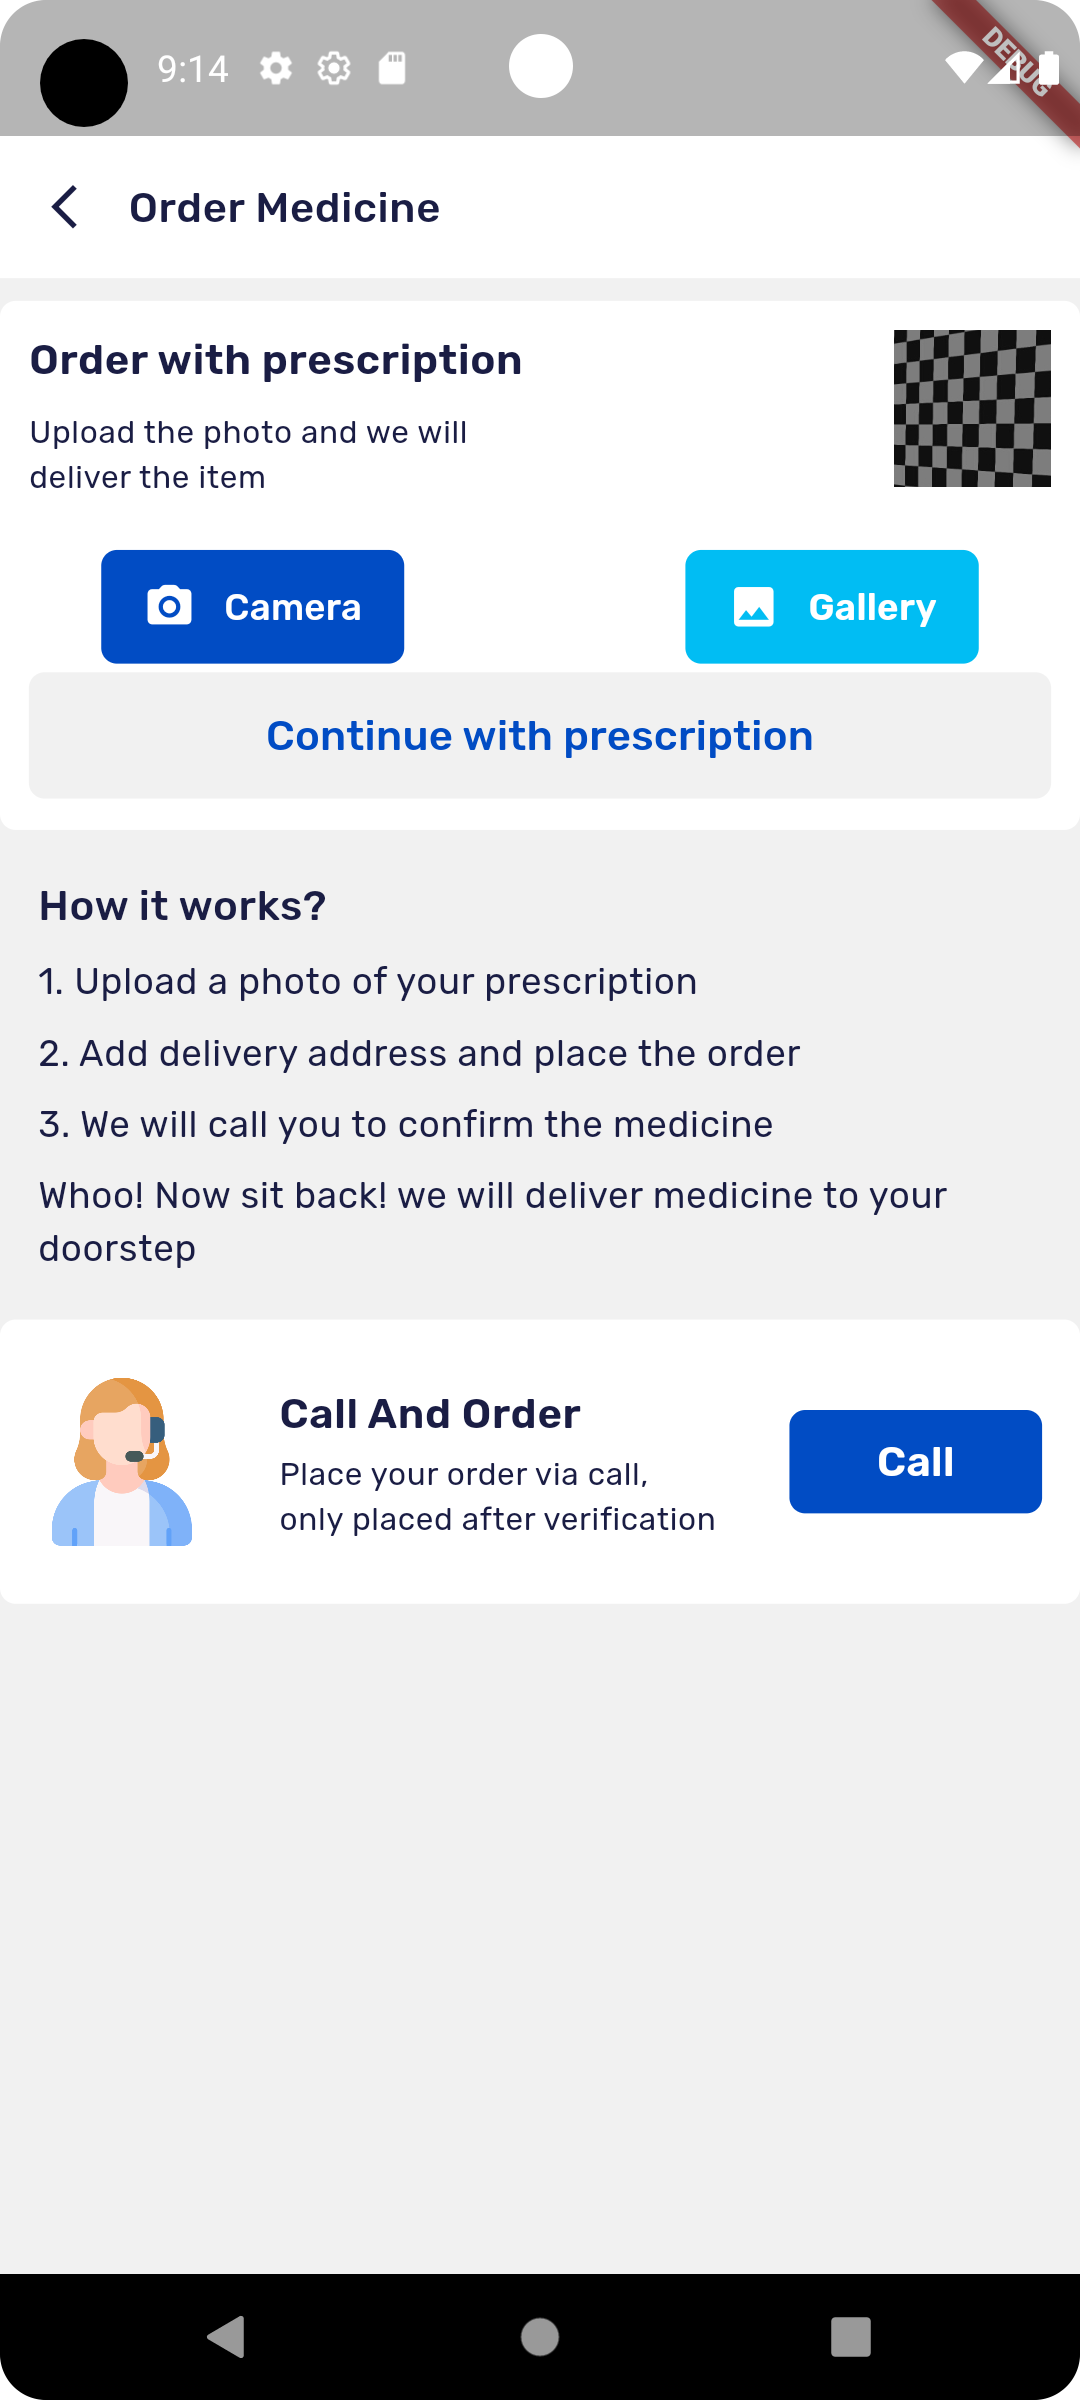 9:14
DEBUG
Order Medicine
Order with prescription
Upload the photo and we will
deliver the item
Camera
Gallery
Continue with prescription
How it works?
1. Upload a photo of your prescription
2. Add delivery address and place the order
3. We will call you to confirm the medicine
Whoo! Now sit back! we will deliver medicine to your
doorstep
Call And Order
Place your order via call,
only placed after verification
Call